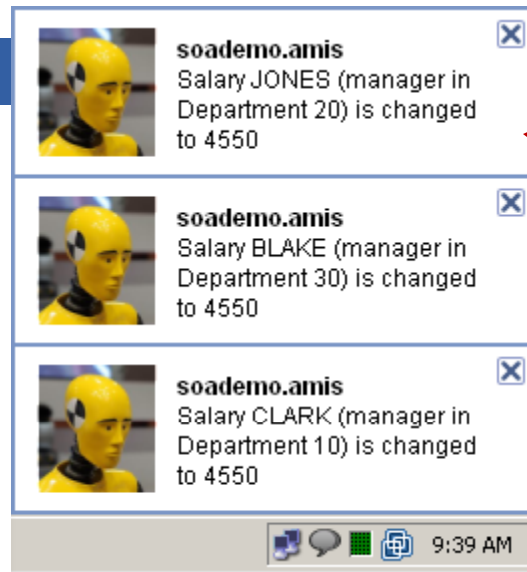 soademo.amis
Salary JONES (manager in
Department 20) is changed
to 4550
soademo.amis
Salary BLAKE (manager in
Department 30) is changed
to 4550
soademo.amis
Salary CLARK (manager in
Department 10) is changed
to 4550
9:39 AM